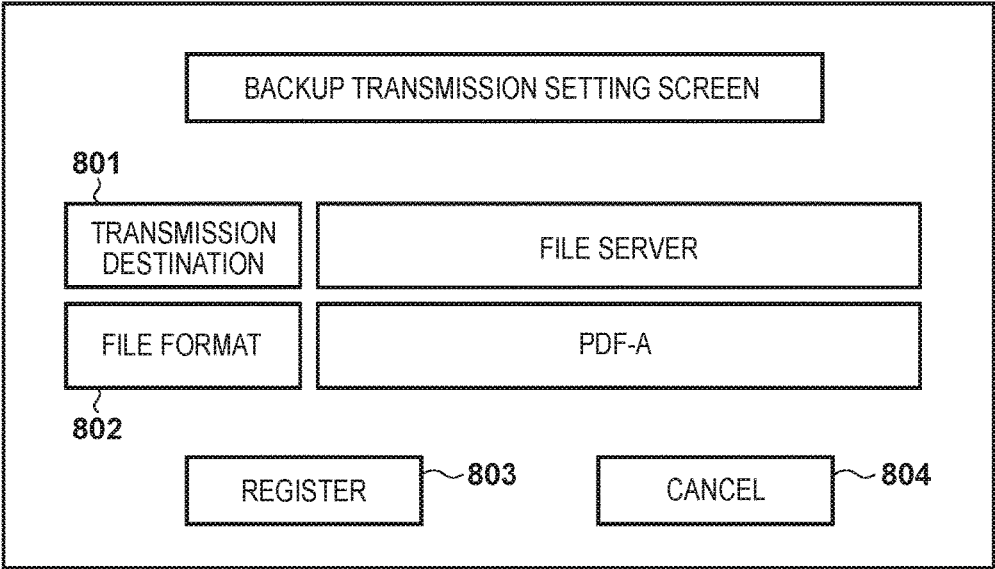 BACKUP TRANSMISSION SETTING SCREEN
801
TRANSMISSION
DESTINATION
FILE SERVER
FILE FORMAT
PDF-A
802
REGISTER
803
CANCEL
804